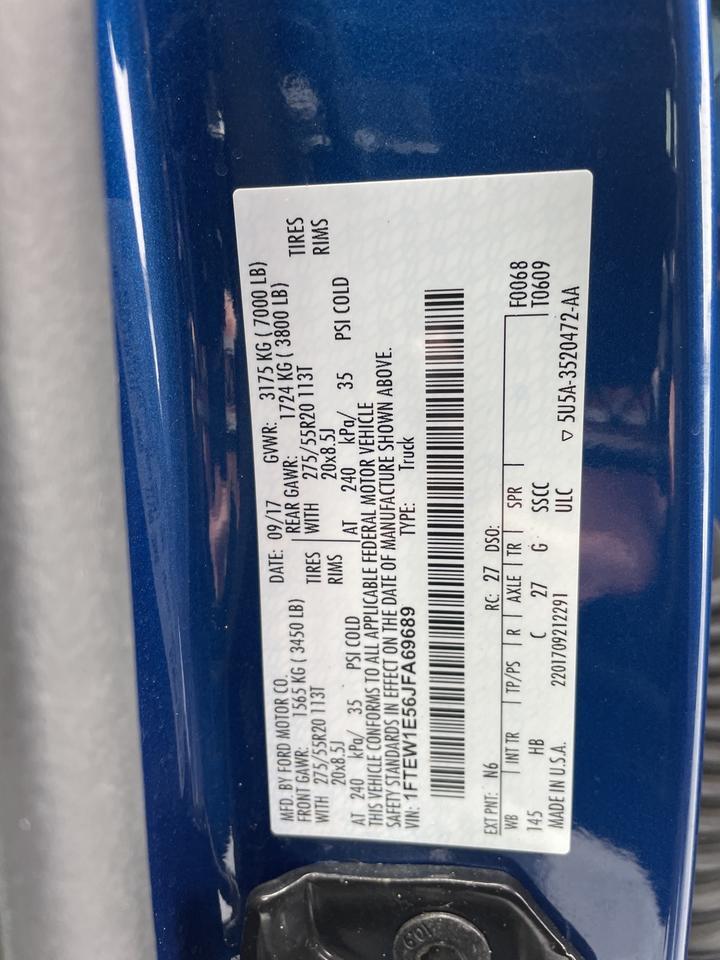 MFD. BY FORD MOTOR CO. DATE: 09/17 GVWR: 3175 KG ( 7000 LB)
FRONT GAWR: 1565 KG ( 3450 LB) REAR GAWR: 1724 KG ( 3800 LB)
WITH 275/55R20 113T TIRES WITH 275/55R20 113T TIRES
20x8.5J RIMS 20x8.5J RIMS
AT 240 kPa/ 35 PSI COLD AT 240 kPa/ 35 PSI COLD
THIS VEHICLE CONFORMS TO ALL APPLICABLE FEDERAL MOTOR VEHICLE
SAFETY STANDARDS IN EFFECT ON THE DATE OF MANUFACTURE SHOWN ABOVE.
VIN: 1FTEW1E56JFA69689 TYPE: Truck
EXT PNT: N6 RC: 27 DSO:
WB INT TR TP/PS R AXLE TR SPR F0068
145 HB C 27 G SSCC T0609
MADE IN U.S.A. 2201709212291 ULC ▽ 5U5A-3520472-AA